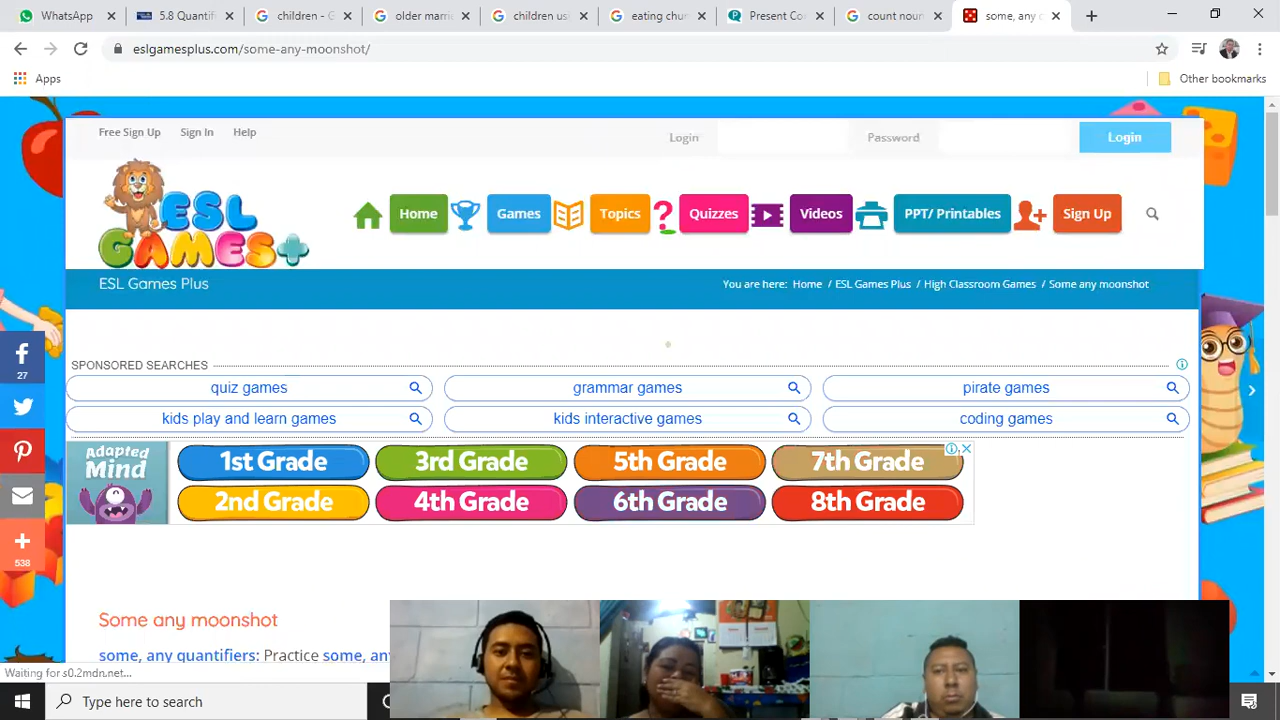 WhatsApp
5.8 Quantifi
children - G
older marri
children us
eating chu
Present Co
count noun
some, any
eslgamesplus.com/some-any-moonshot/
Apps
Other bookmarks
Free Sign Up Sign In Help
Login
Password
Login
ESL
GAMES+
Home
Games
Topics
Quizzes
Videos
PPT/ Printables
Sign Up
ESL Games Plus
You are here: Home / ESL Games Plus / High Classroom Games / Some any moonshot
27
538
SPONSORED SEARCHES
quiz games
grammar games
pirate games
kids play and learn games
kids interactive games
coding games
Adapted
Mind
1st Grade
3rd Grade
5th Grade
7th Grade
2nd Grade
4th Grade
6th Grade
8th Grade
Some any moonshot
some, any quantifiers: Practice some, any
Waiting for s0.2mdn.net...
Type here to search